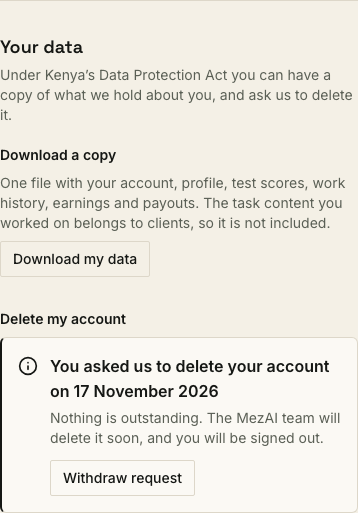 Your data
Under Kenya’s Data Protection Act you can have a
copy of what we hold about you, and ask us to delete
it.
Download a copy
One file with your account, profile, test scores, work
history, earnings and payouts. The task content you
worked on belongs to clients, so it is not included.
Download my data
Delete my account
You asked us to delete your account
on 17 November 2026
Nothing is outstanding. The MezAI team will
delete it soon, and you will be signed out.
Withdraw request